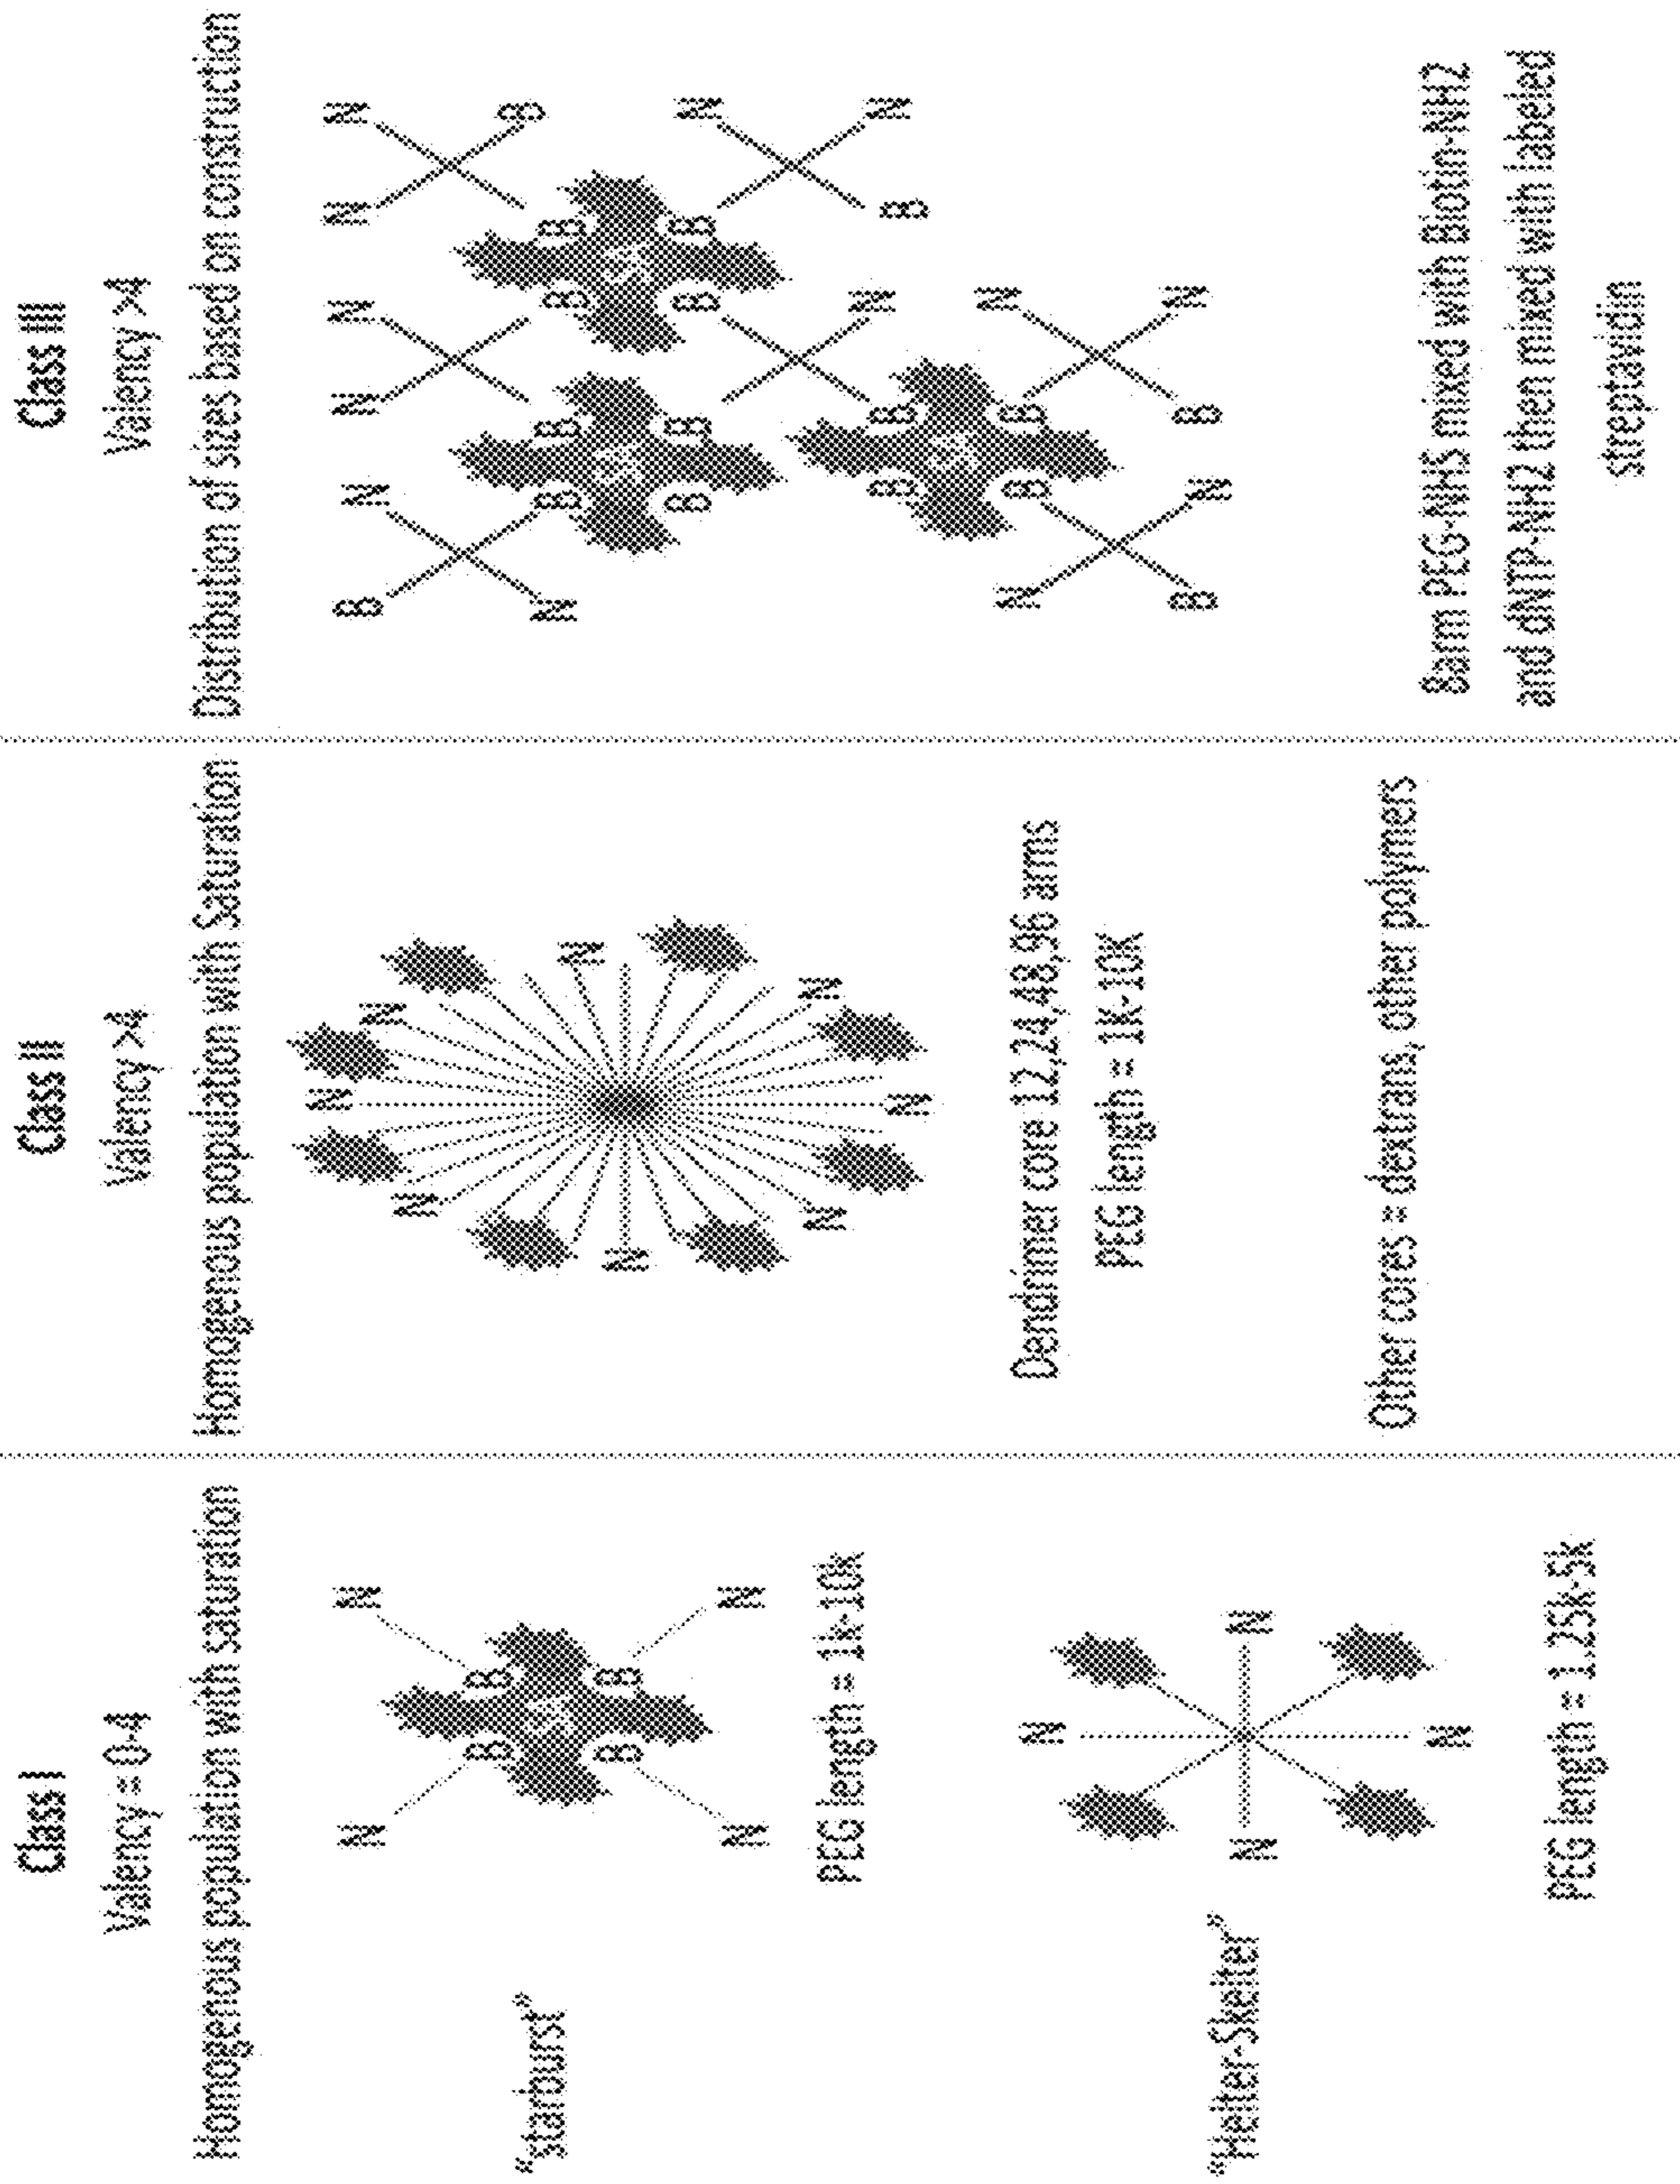 Class I
Valency = 0-4
Homogenous population with saturation
"starburst"
N N
B B
B B
N N
PEG length = 1k-10k
"Helter-Skelter"
N
N N
N
PEG length = 1.25k-5k
Class II
Valency >4
Homogenous population with Saturation
N
N
N
N
N
N
N
N
Dendrimer core 12,24,48,96 arms
PEG length = 1K-10K
Other cores = dextrans, other polymers
Class III
Valency >4
Distribution of sizes based on construction
B N N N N N
N B
B B B B
B B B B N
N B N
B B
N
N B B
B N B N
8arm PEG-NHS mixed with Biotin-NH2
and dNTP-NH2 then mixed with labeled
streptavidin